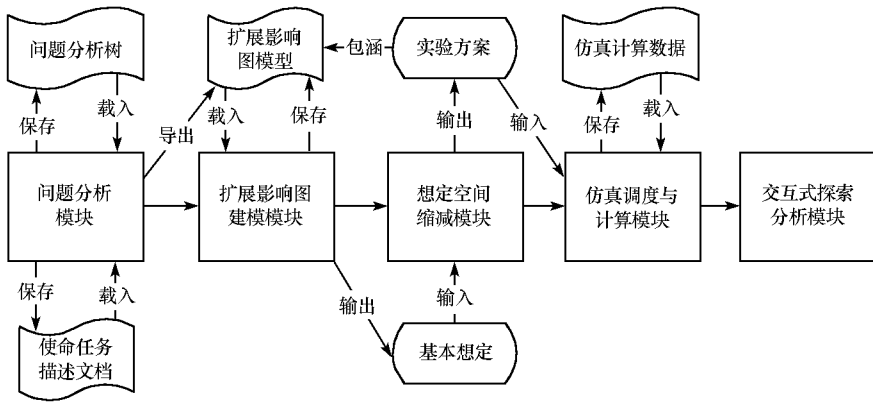 问题分析树
扩展影响
图模型
包涵
实验方案
仿真计算数据
保存
载入
导出
载入
保存
输出
输入
保存
载入
问题分析
模块
扩展影响图
建模模块
想定空间
缩减模块
仿真调度与
计算模块
交互式探索
分析模块
保存
载入
输出
输入
使命任务
描述文档
基本想定